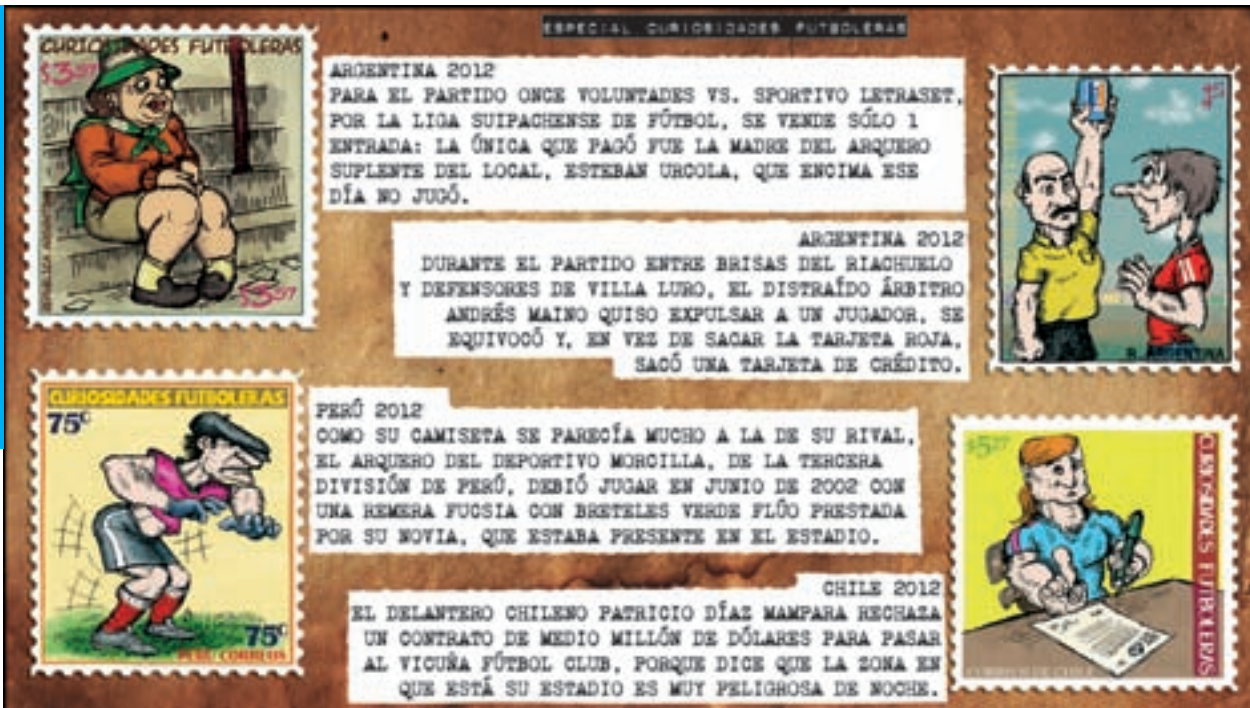 ESPECIAL CURIOSIDADES FUTBOLERAS
CURIOSIDADES FUTBOLERAS
$3.57
$3.57
ARGENTINA 2012
PARA EL PARTIDO ONCE VOLUNTADES VS. SPORTIVO LETRASET,
POR LA LIGA SUIPACHENSE DE FÚTBOL, SE VENDE SÓLO 1
ENTRADA: LA ÚNICA QUE PAGÓ FUE LA MADRE DEL ARQUERO
SUPLENTE DEL LOCAL, ESTEBAN URCOLA, QUE ENCIMA ESE
DÍA NO JUGÓ.
ARGENTINA 2012
DURANTE EL PARTIDO ENTRE BRISAS DEL RIACHUELO
Y DEFENSORES DE VILLA LURO, EL DISTRAÍDO ÁRBITRO
ANDRÉS MAINO QUISO EXPULSAR A UN JUGADOR, SE
EQUIVOCÓ Y, EN VEZ DE SACAR LA TARJETA ROJA,
SACÓ UNA TARJETA DE CRÉDITO.
R. ARGENTINA
CURIOSIDADES FUTBOLERAS
75c
75c
PERU CORREOS
PERÚ 2012
COMO SU CAMISETA SE PARECÍA MUCHO A LA DE SU RIVAL,
EL ARQUERO DEL DEPORTIVO MORCILLA, DE LA TERCERA
DIVISIÓN DE PERÚ, DEBIÓ JUGAR EN JUNIO DE 2002 CON
UNA REMERA FUCSIA CON BRETELES VERDE FLÚO PRESTADA
POR SU NOVIA, QUE ESTABA PRESENTE EN EL ESTADIO.
CHILE 2012
EL DELANTERO CHILENO PATRICIO DÍAZ MAMPARA RECHAZA
UN CONTRATO DE MEDIO MILLÓN DE DÓLARES PARA PASAR
AL VICUÑA FÚTBOL CLUB, PORQUE DICE QUE LA ZONA EN
QUE ESTÁ SU ESTADIO ES MUY PELIGROSA DE NOCHE.
$5.27
CURIOSIDADES FUTBOLERAS